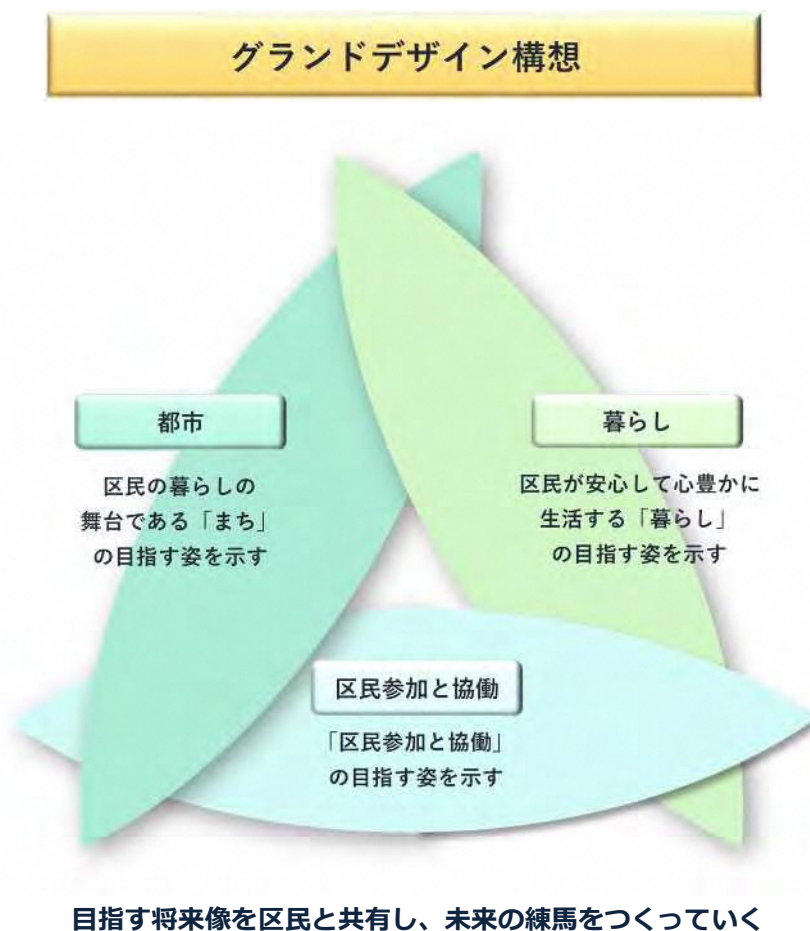 グランドデザイン構想
都市
区民の暮らしの
舞台である「まち」
の目指す姿を示す
暮らし
区民が安心して心豊かに
生活する「暮らし」
の目指す姿を示す
区民参加と協働
「区民参加と協働」
の目指す姿を示す
目指す将来像を区民と共有し、未来の練馬をつくっていく